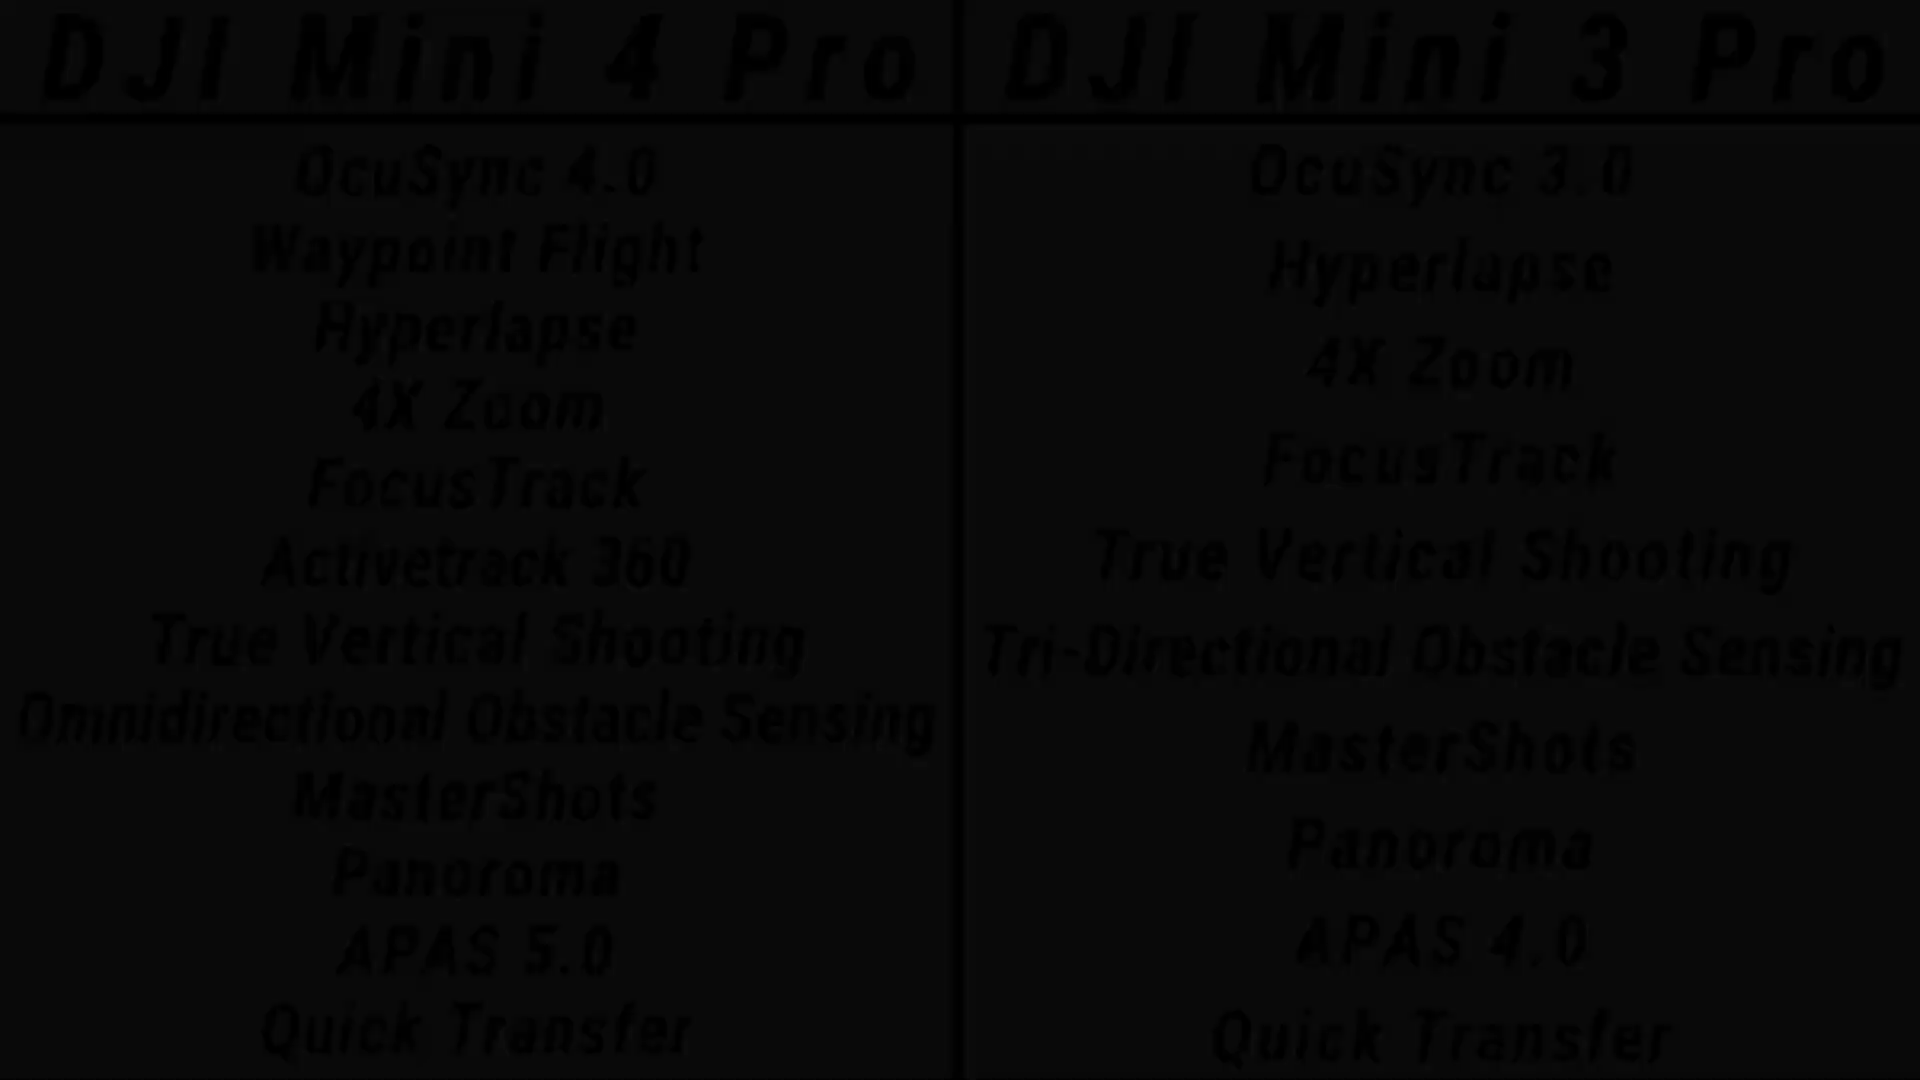 DJI Mini 4 Pro
OcuSync 4.0
Waypoint Flight
Hyperlapse
4X Zoom
FocusTrack
Activetrack 360
True Vertical Shooting
Omnidirectional Obstacle Sensing
MasterShots
Panoroma
APAS 5.0
Quick Transfer
DJI Mini 3 Pro
OcuSync 3.0
Hyperlapse
4X Zoom
FocusTrack
True Vertical Shooting
Tri-Directional Obstacle Sensing
MasterShots
Panoroma
APAS 4.0
Quick Transfer